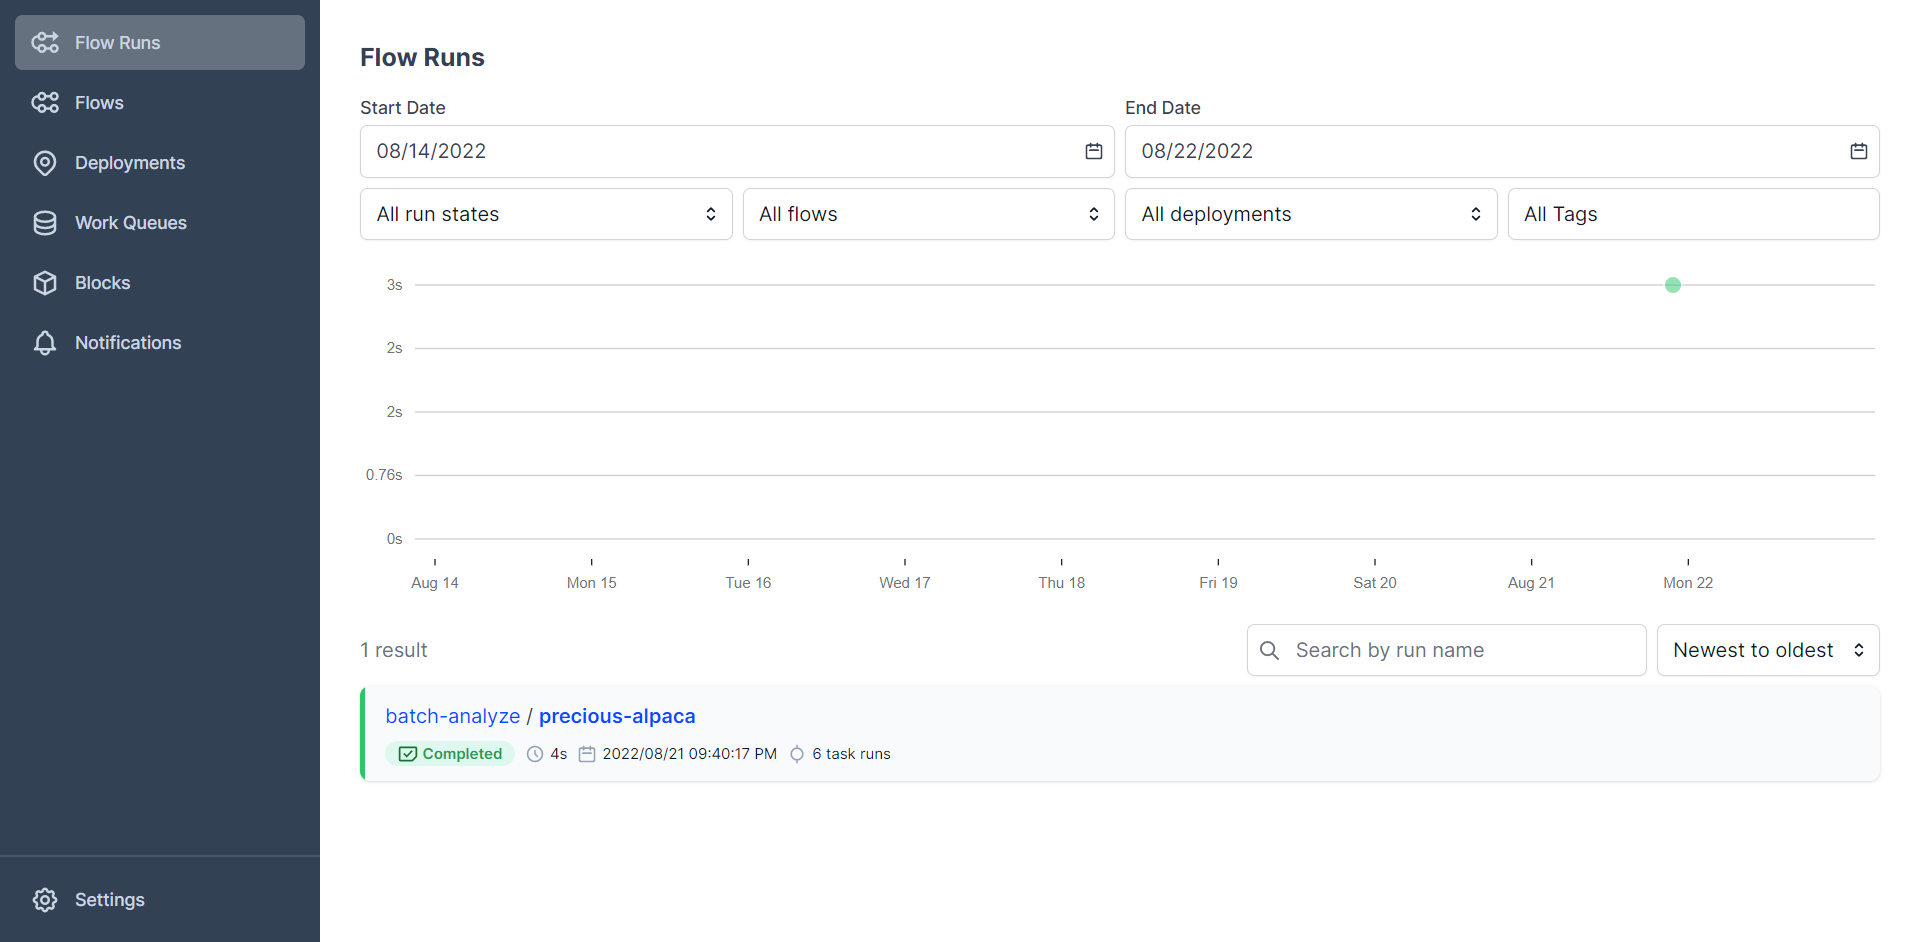 Flow Runs
Flows
Deployments
Work Queues
Blocks
Notifications
Settings
Flow Runs
Start Date
End Date
08/14/2022
08/22/2022
All run states
All flows
All deployments
All Tags
3s
2s
2s
0.76s
0s
Aug 14
Mon 15
Tue 16
Wed 17
Thu 18
Fri 19
Sat 20
Aug 21
Mon 22
1 result
Search by run name
Newest to oldest
batch-analyze / precious-alpaca
Completed 4s 2022/08/21 09:40:17 PM 6 task runs